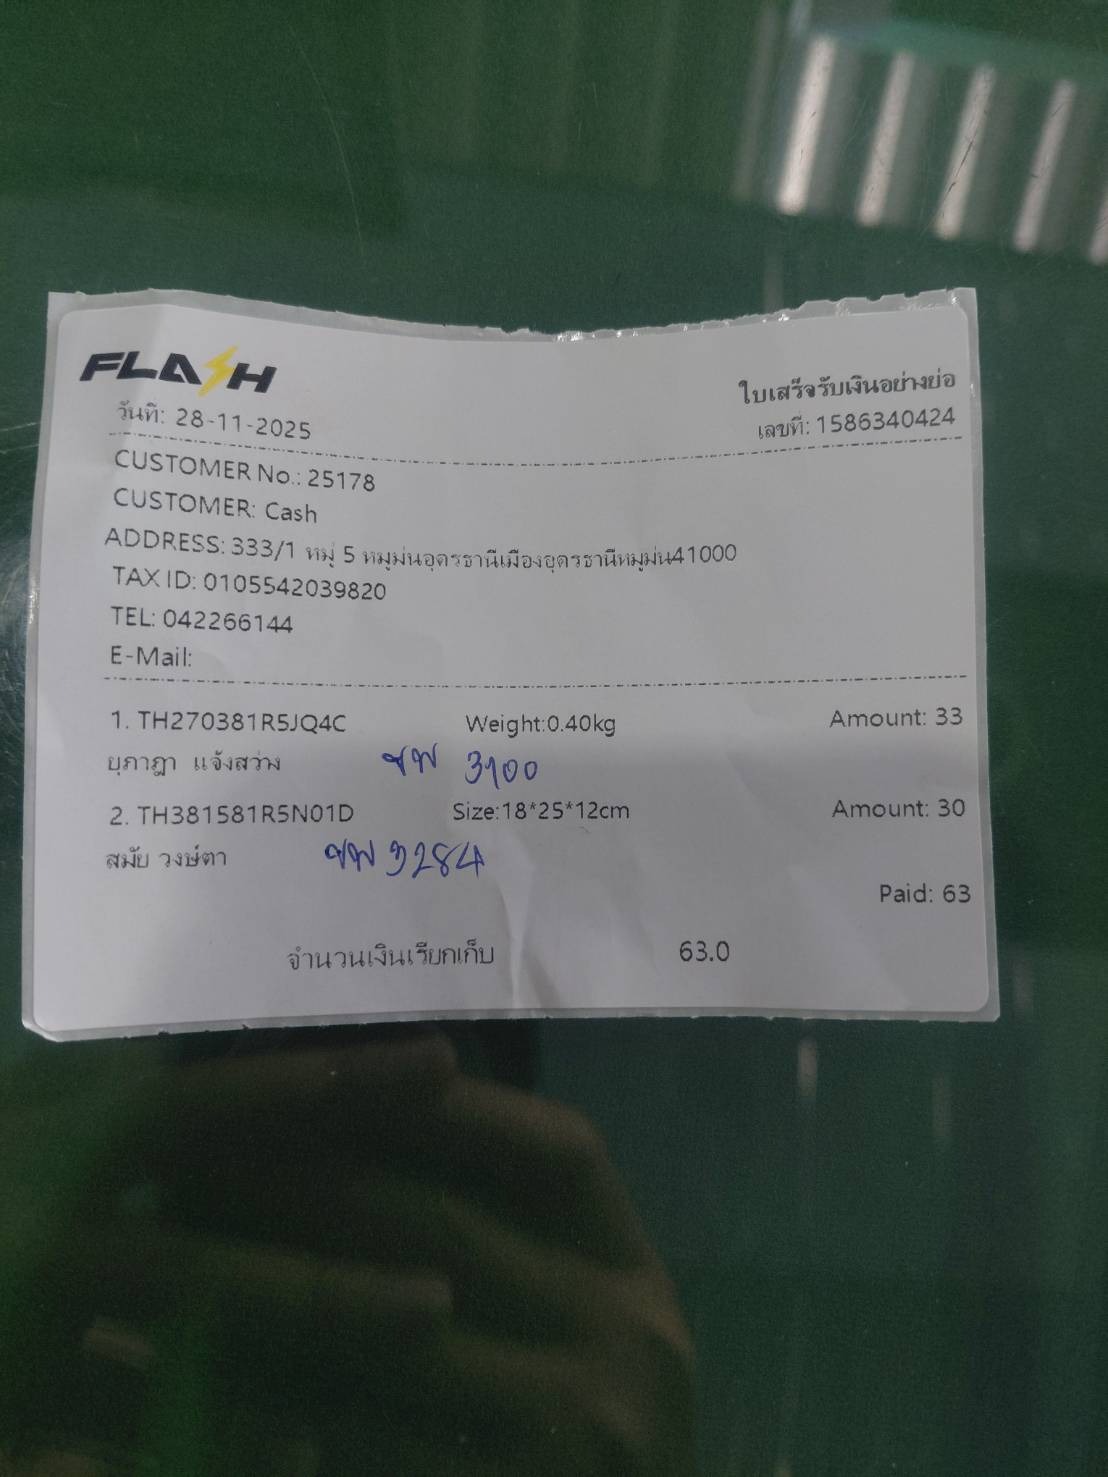 FLASH
ใบเสร็จรับเงินอย่างย่อ
วันที่: 28-11-2025
เลขที่: 1586340424
CUSTOMER No.: 25178
CUSTOMER: Cash
ADDRESS: 333/1 หมู่ 5 หมูม่นอุดรธานีเมืองอุดรธานีหมูม่น41000
TAX ID: 0105542039820
TEL: 042266144
E-Mail:
1. TH270381R5JQ4C Weight:0.40kg Amount: 33
บุภาฎา แจ้งสว่าง ชพ 3100
2. TH381581R5N01D Size:18*25*12cm Amount: 30
สมัย วงษ์ตา ชพ 3284
Paid: 63
จำนวนเงินเรียกเก็บ 63.0